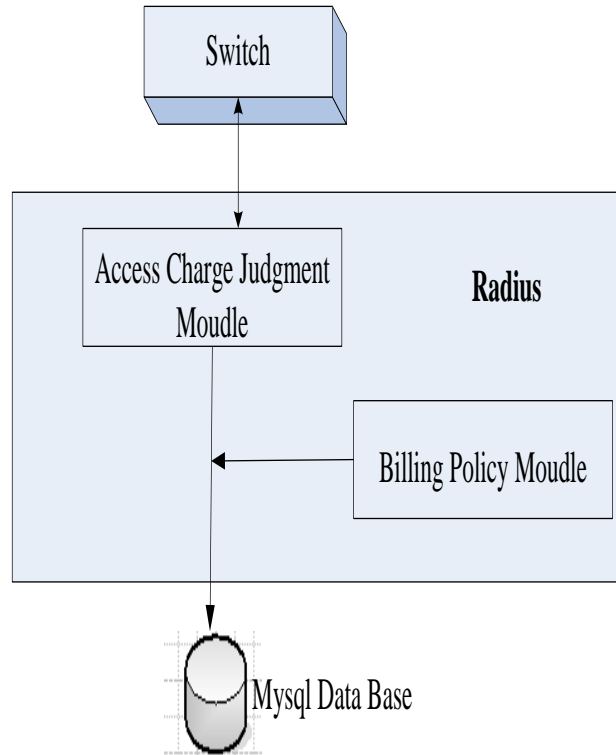 Switch
Access Charge Judgment
Moudle
Radius
Billing Policy Moudle
Mysql Data Base